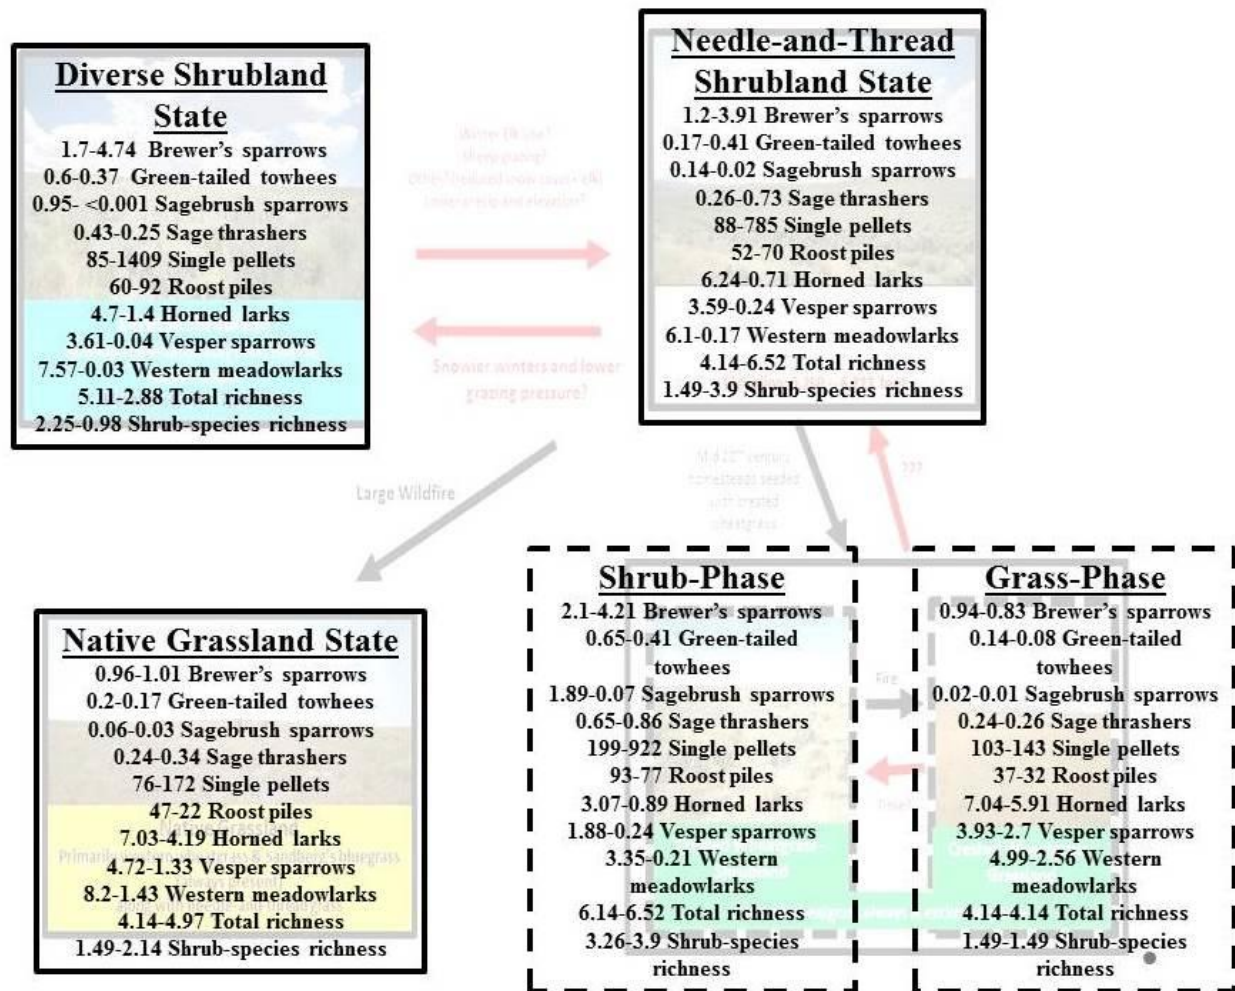 Diverse Shrubland
State
1.7-4.74 Brewer's sparrows
0.6-0.37 Green-tailed towhees
0.95- <0.001 Sagebrush sparrows
0.43-0.25 Sage thrashers
85-1409 Single pellets
60-92 Roost piles
4.7-1.4 Horned larks
3.61-0.04 Vesper sparrows
7.57-0.03 Western meadowlarks
5.11-2.88 Total richness
2.25-0.98 Shrub-species richness
Needle-and-Thread
Shrubland State
1.2-3.91 Brewer's sparrows
0.17-0.41 Green-tailed towhees
0.14-0.02 Sagebrush sparrows
0.26-0.73 Sage thrashers
88-785 Single pellets
52-70 Roost piles
6.24-0.71 Horned larks
3.59-0.24 Vesper sparrows
6.1-0.17 Western meadowlarks
4.14-6.52 Total richness
1.49-3.9 Shrub-species richness
Snowier winters and lower
grazing pressure?
Large Wildfire
century
homesteads seeded
with crested
wheatgrass
???
Native Grassland State
0.96-1.01 Brewer's sparrows
0.2-0.17 Green-tailed towhees
0.06-0.03 Sagebrush sparrows
0.24-0.34 Sage thrashers
76-172 Single pellets
47-22 Roost piles
Native Grassland
7.03-4.19 Horned larks
Primarily western wheatgrass & Sandberg's bluegrass
4.72-1.33 Vesper sparrows
8.2-1.43 Western meadowlarks
4.14-4.97 Total richness
1.49-2.14 Shrub-species richness
Shrub-Phase
2.1-4.21 Brewer's sparrows
0.65-0.41 Green-tailed
towhees
1.89-0.07 Sagebrush sparrows
0.65-0.86 Sage thrashers
199-922 Single pellets
93-77 Roost piles
3.07-0.89 Horned larks
1.88-0.24 Vesper sparrows
3.35-0.21 Western
meadowlarks
6.14-6.52 Total richness
3.26-3.9 Shrub-species
richness
Fire
Grass-Phase
0.94-0.83 Brewer's sparrows
0.14-0.08 Green-tailed
towhees
0.02-0.01 Sagebrush sparrows
0.24-0.26 Sage thrashers
103-143 Single pellets
37-32 Roost piles
7.04-5.91 Horned larks
3.93-2.7 Vesper sparrows
4.99-2.56 Western
meadowlarks
4.14-4.14 Total richness
1.49-1.49 Shrub-species
richness